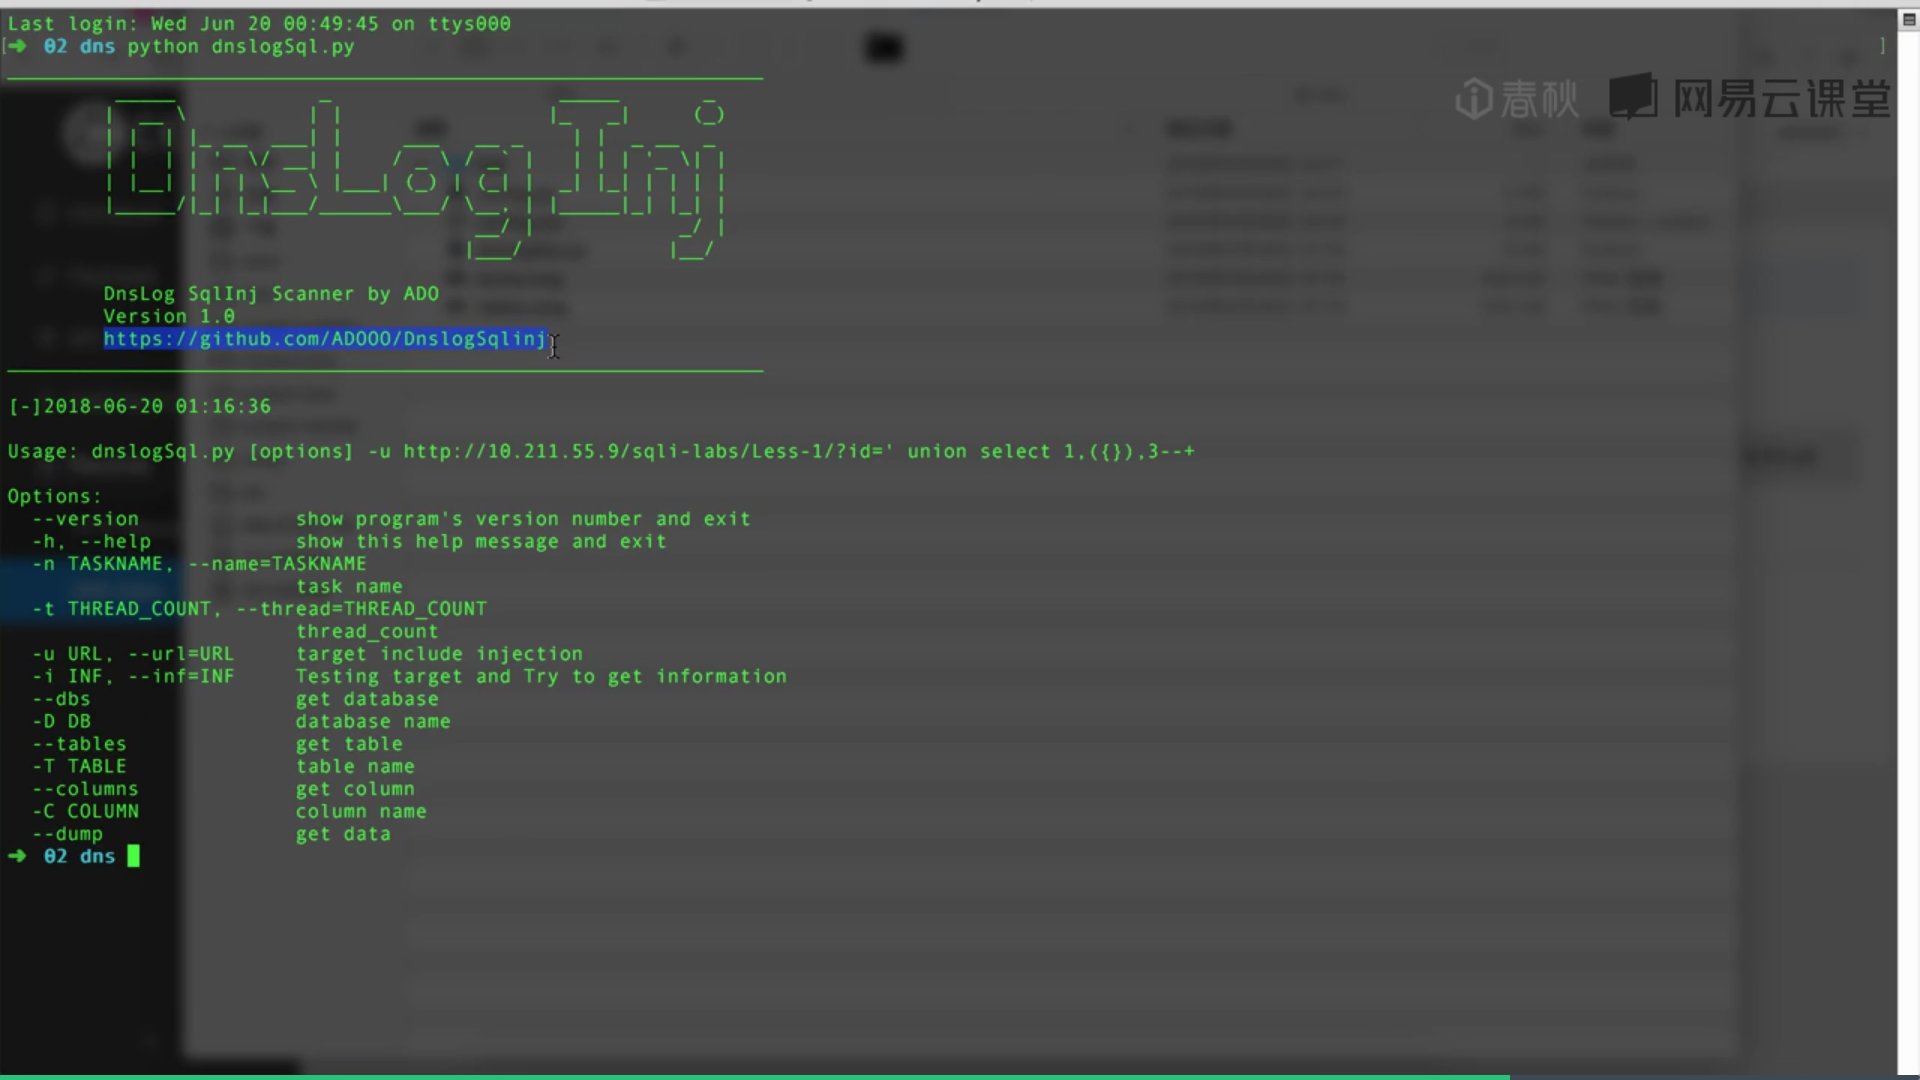 Last login: Wed Jun 20 00:49:45 on ttys000
[➜ 02 dns python dnslogSql.py ]
i春秋 网易云课堂
DnsLog Inj
DnsLog SqlInj Scanner by ADO
Version 1.0
https://github.com/ADOOO/DnslogSqlinj
[-]2018-06-20 01:16:36
Usage: dnslogSql.py [options] -u http://10.211.55.9/sqli-labs/Less-1/?id=' union select 1,({}),3--+
Options:
--version show program's version number and exit
-h, --help show this help message and exit
-n TASKNAME, --name=TASKNAME
task name
-t THREAD_COUNT, --thread=THREAD_COUNT
thread_count
-u URL, --url=URL target include injection
-i INF, --inf=INF Testing target and Try to get information
--dbs get database
-D DB database name
--tables get table
-T TABLE table name
--columns get column
-C COLUMN column name
--dump get data
➜ 02 dns